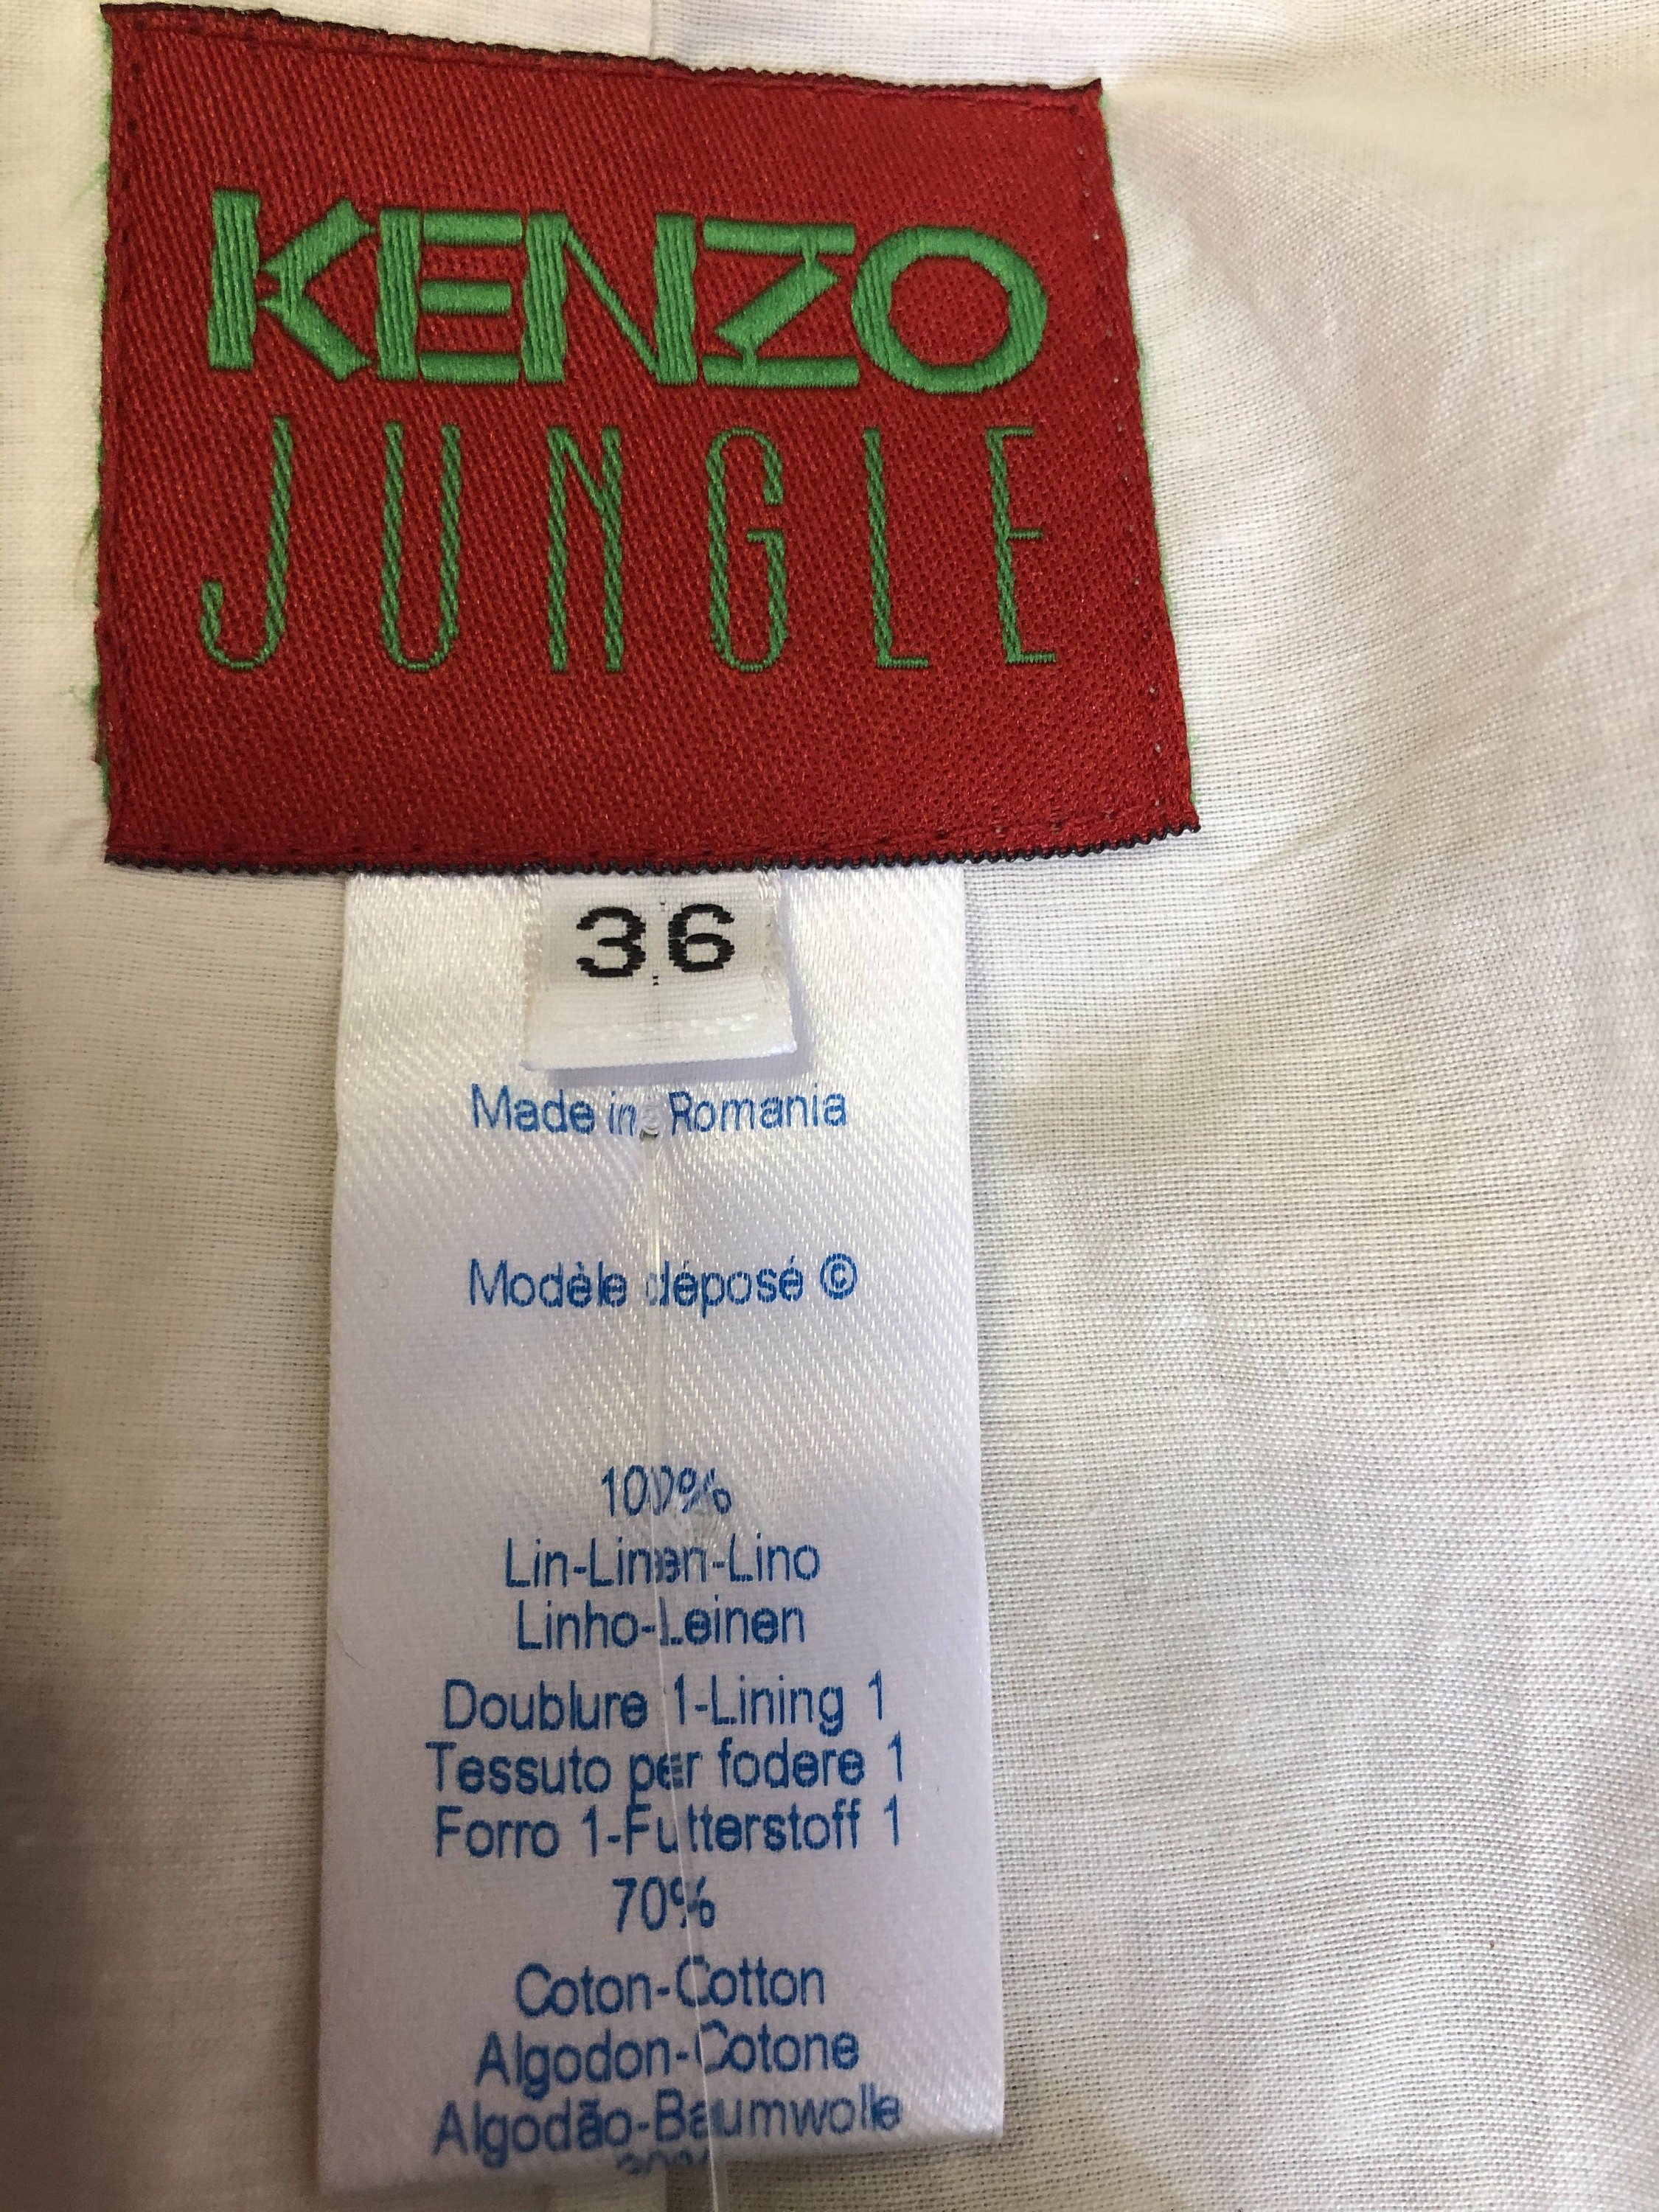 KENZO
JUNGLE
36
Made in Romania
Modèle déposé ©
100%
Lin-Linen-Lino
Linho-Leinen
Doublure 1-Lining 1
Tessuto per fodere 1
Forro 1-Futterstoff 1
70%
Coton-Cotton
Algodon-Cotone
Algodão-Baumwolle
30%